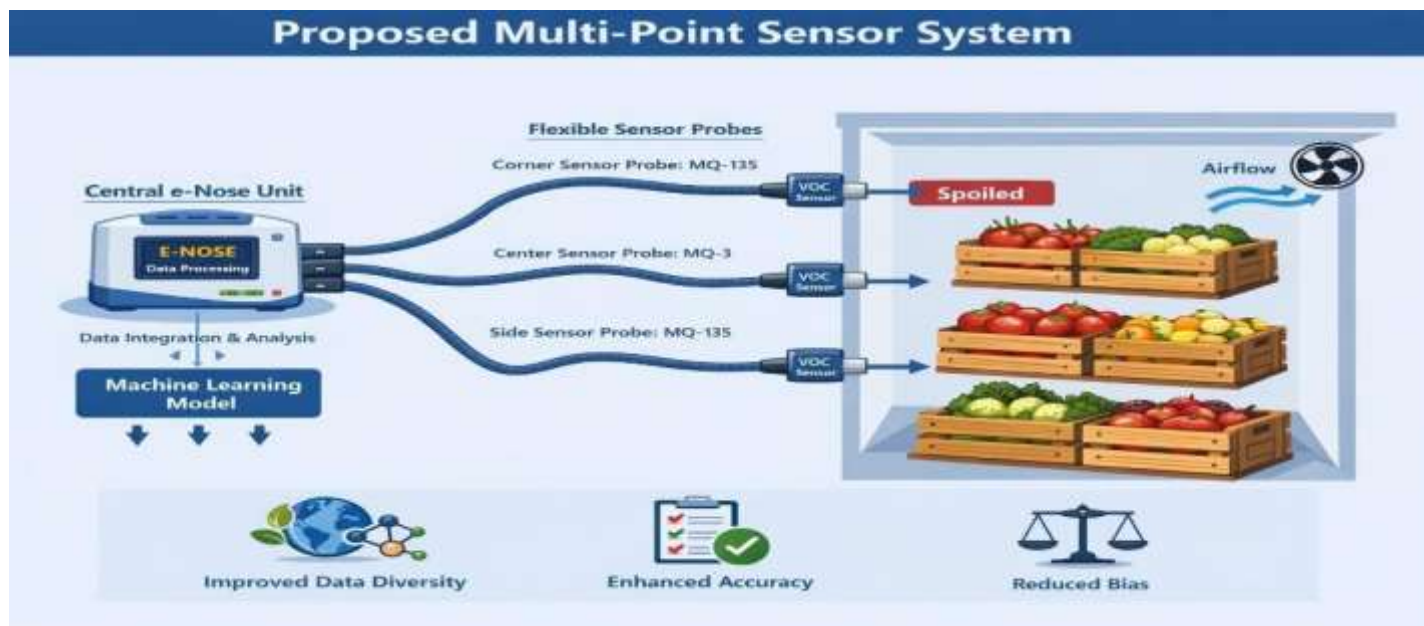 Proposed Multi-Point Sensor System
Flexible Sensor Probes
Corner Sensor Probe: MQ-135
Airflow
Central e-Nose Unit
VOC
Sensor
Spoiled
E-NOSE
Data Processing
Center Sensor Probe: MQ-3
VOC
Sensor
Side Sensor Probe: MQ-135
Data Integration & Analysis
VOC
Sensor
Machine Learning
Model
Improved Data Diversity
Enhanced Accuracy
Reduced Bias